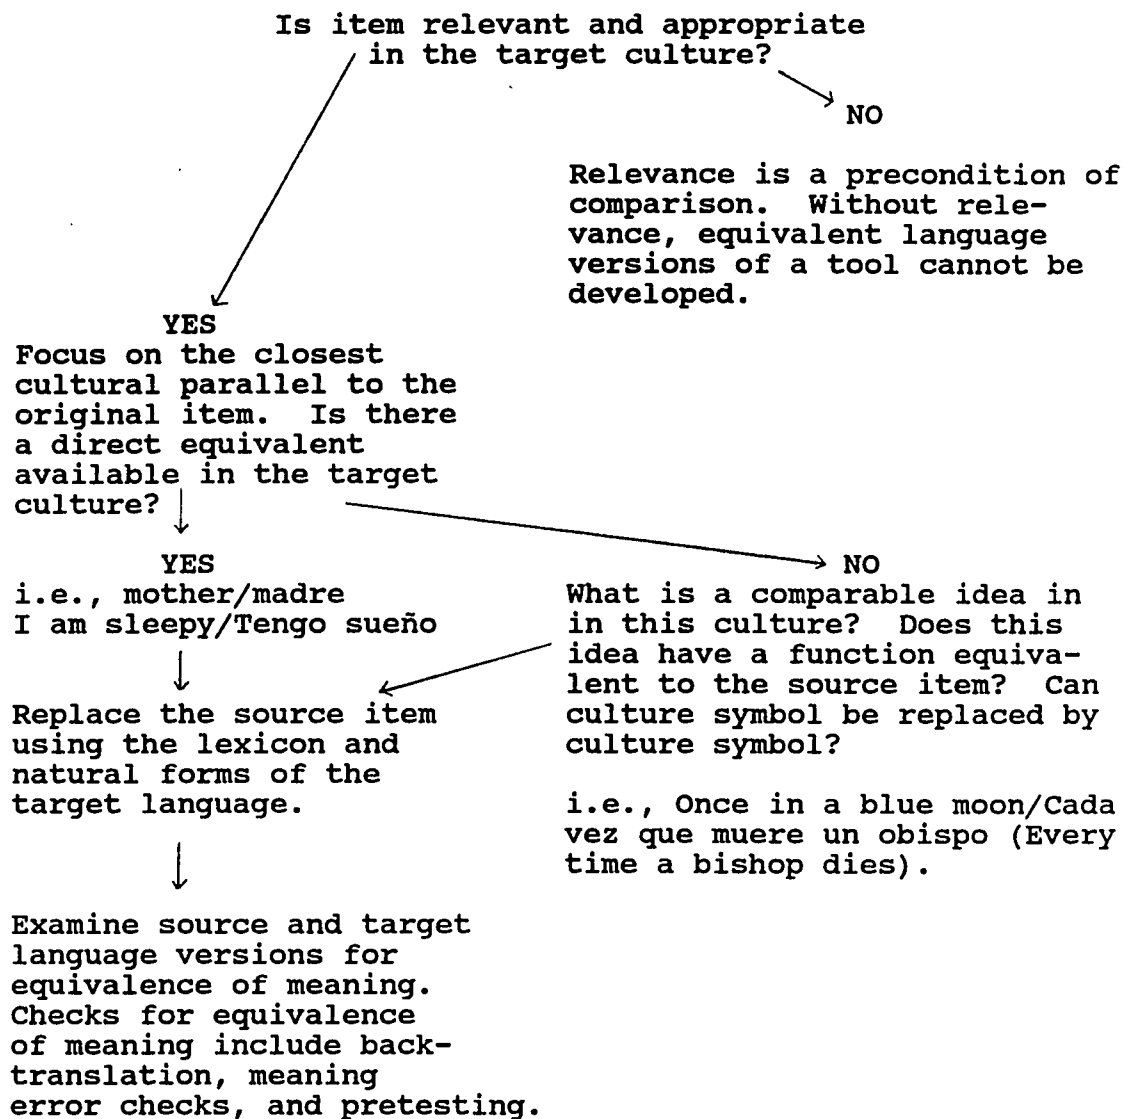 Is item relevant and appropriate
in the target culture?
NO
Relevance is a precondition of
comparison. Without rele-
vance, equivalent language
versions of a tool cannot be
developed.
YES
Focus on the closest
cultural parallel to the
original item. Is there
a direct equivalent
available in the target
culture?
YES
i.e., mother/madre
I am sleepy/Tengo sueño
NO
What is a comparable idea in
in this culture? Does this
idea have a function equiva-
lent to the source item? Can
culture symbol be replaced by
culture symbol?
i.e., Once in a blue moon/Cada
vez que muere un obispo (Every
time a bishop dies).
Replace the source item
using the lexicon and
natural forms of the
target language.
Examine source and target
language versions for
equivalence of meaning.
Checks for equivalence
of meaning include back-
translation, meaning
error checks, and pretesting.